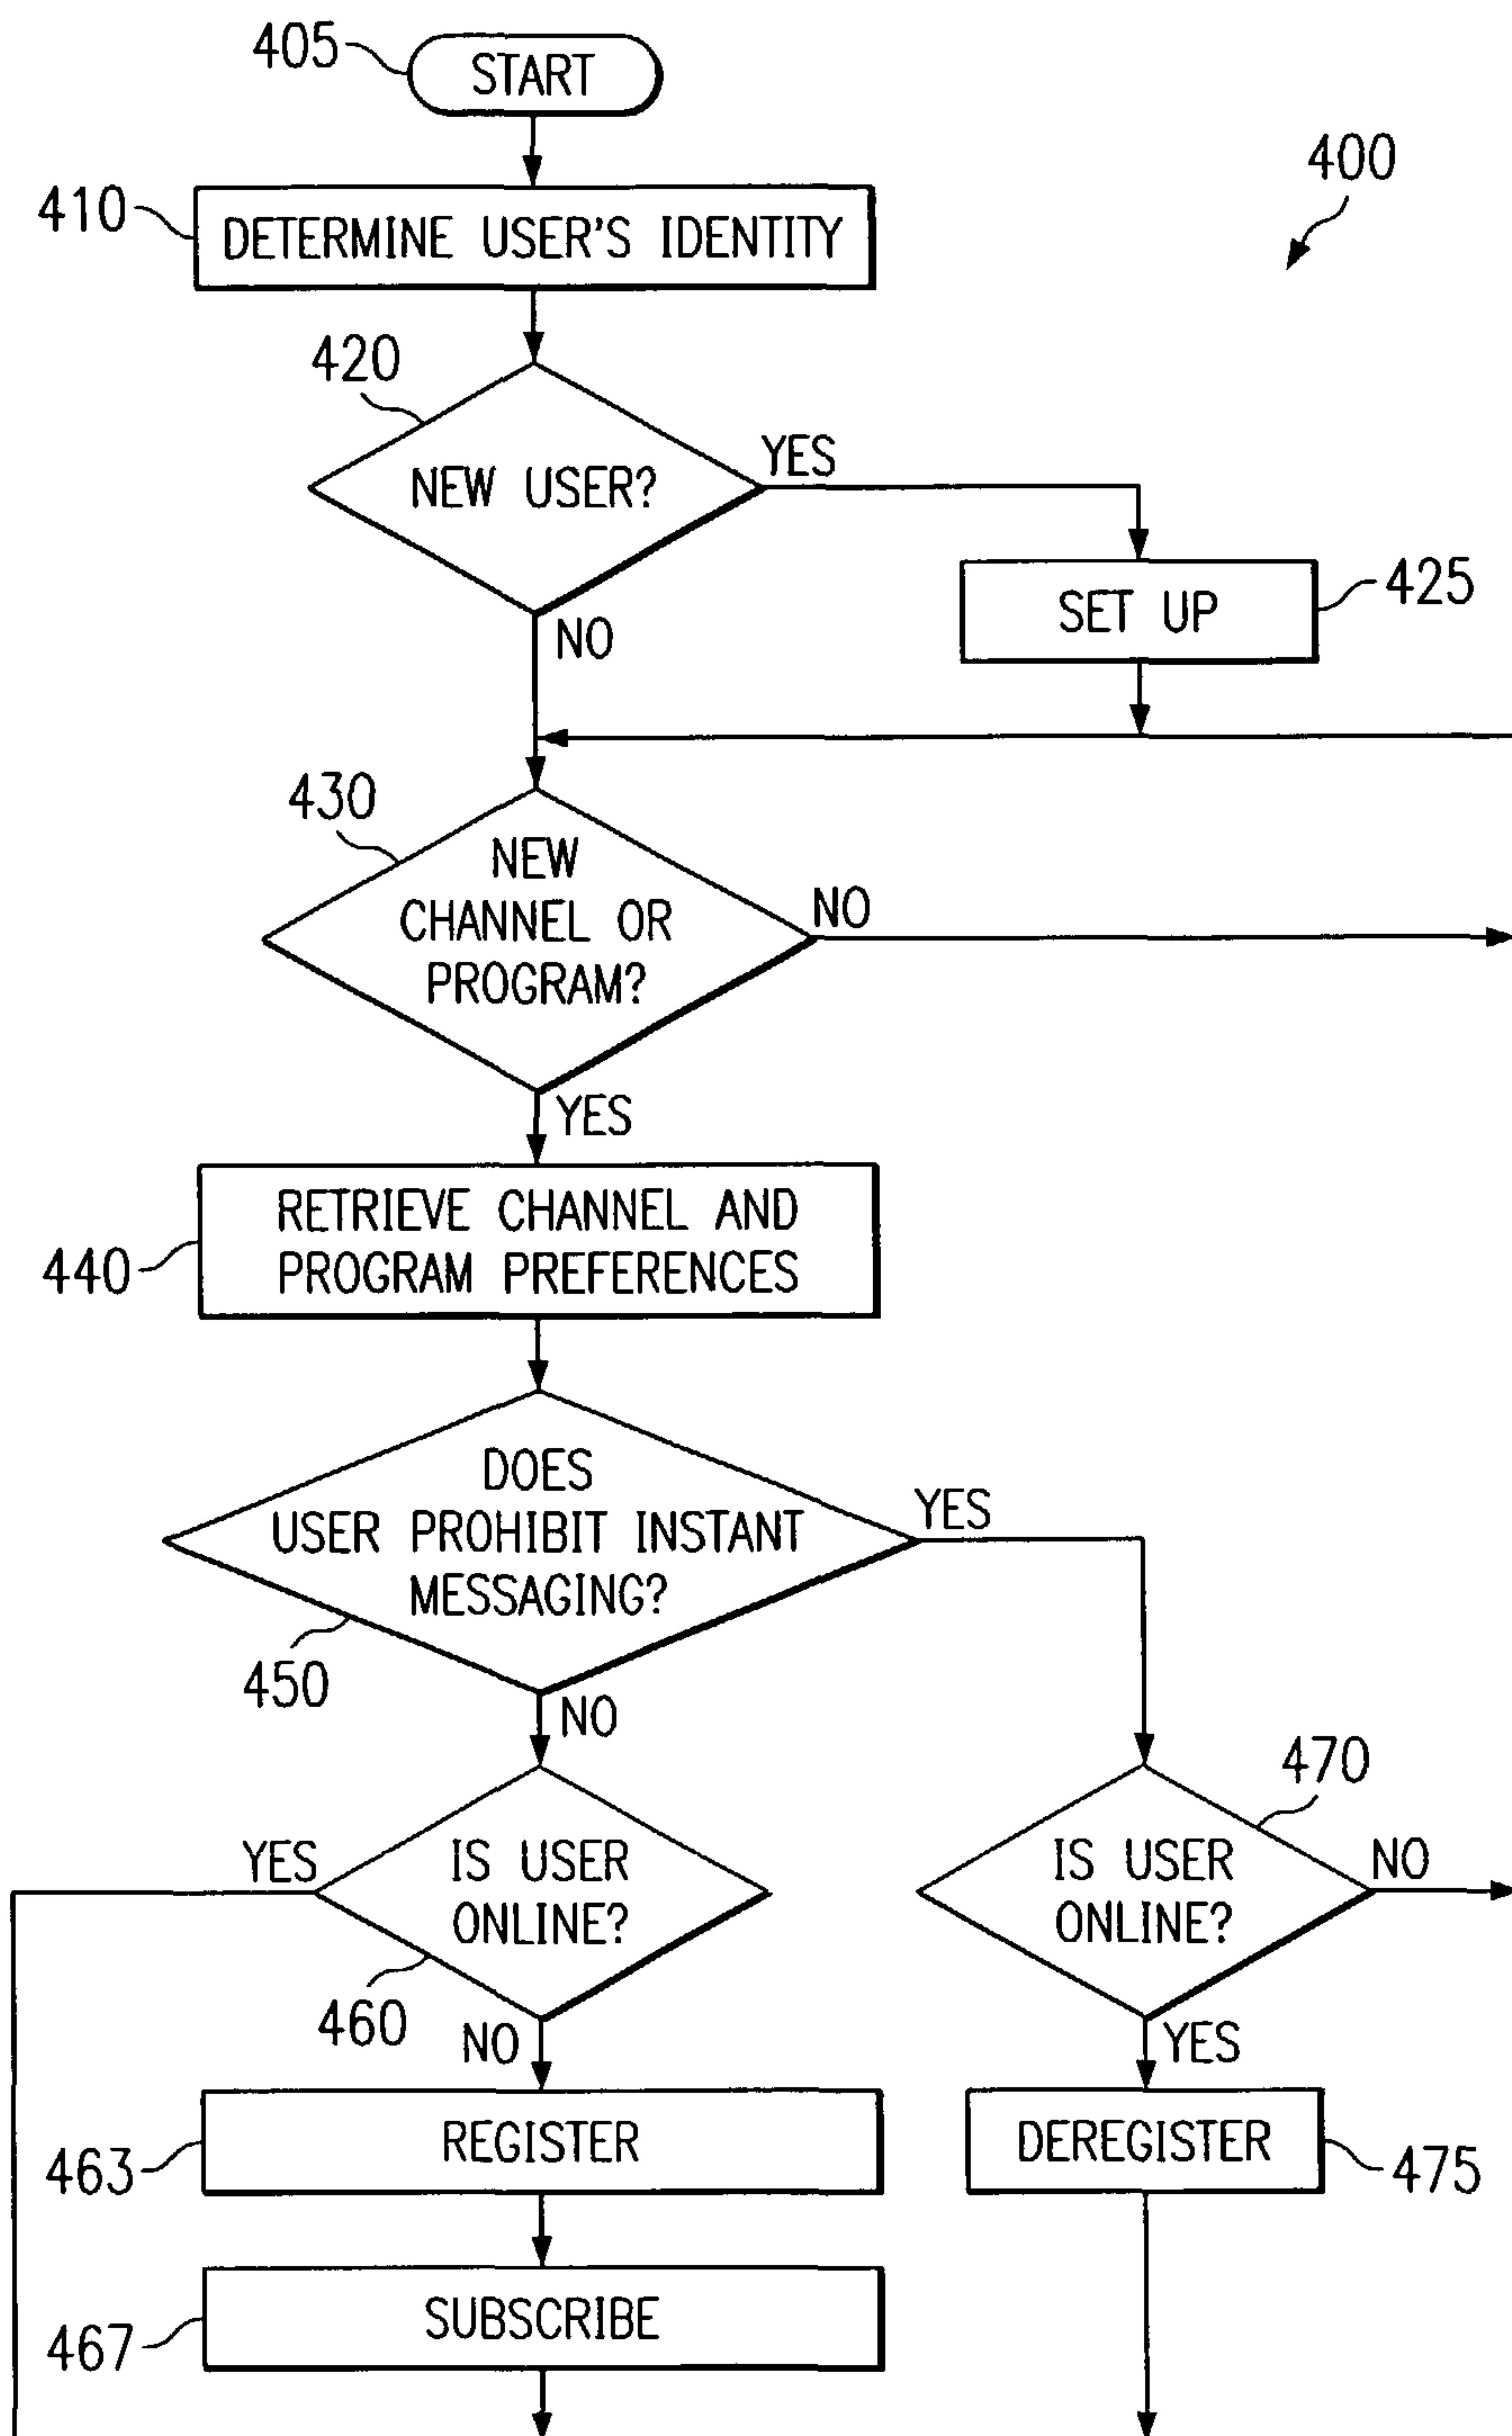 405
START
400
410
DETERMINE USER'S IDENTITY
420
NEW USER?
YES
NO
SET UP
425
430
NEW
CHANNEL OR
PROGRAM?
NO
YES
440
RETRIEVE CHANNEL AND
PROGRAM PREFERENCES
DOES
USER PROHIBIT INSTANT
MESSAGING?
YES
450
NO
470
YES
IS USER
ONLINE?
460
NO
IS USER
ONLINE?
NO
YES
463
REGISTER
DEREGISTER
475
467
SUBSCRIBE